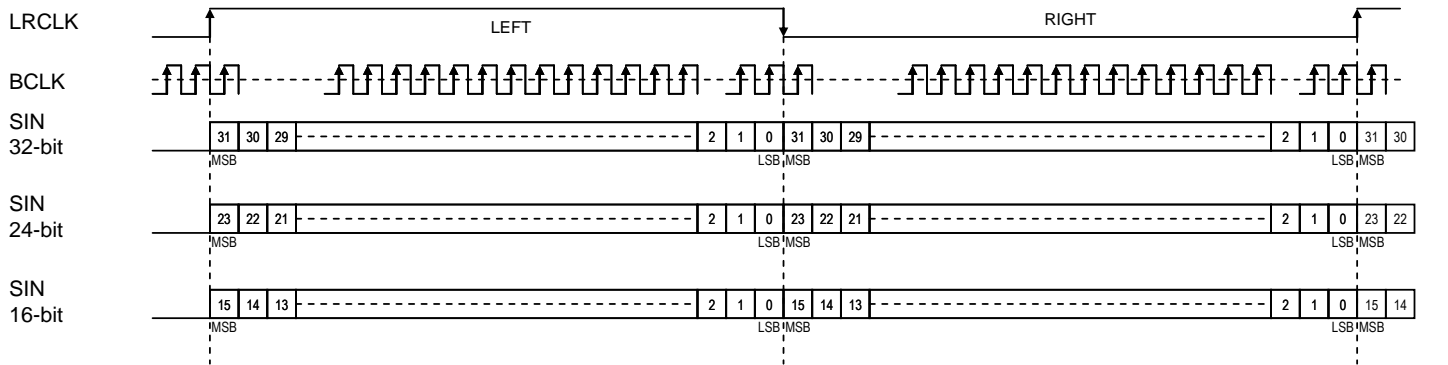 LRCLK LEFT RIGHT
BCLK
SIN
32-bit
31 30 29 2 1 0 31 30 29 2 1 0 31 30
MSB LSB MSB LSB MSB
SIN
24-bit
23 22 21 2 1 0 23 22 21 2 1 0 23 22
MSB LSB MSB LSB MSB
SIN
16-bit
15 14 13 2 1 0 15 14 13 2 1 0 15 14
MSB LSB MSB LSB MSB